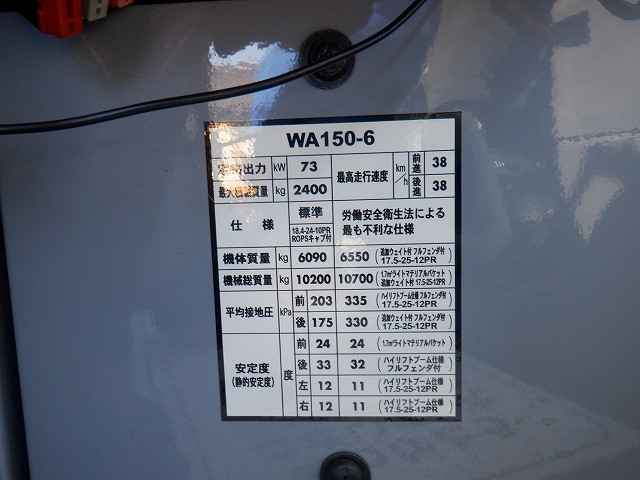 WA150-6
定格出力 kW 73 最高走行速度 km/h 前進 38
最大積載質量 kg 2400 後進 38
仕様 標準 18.4-24-10PR ROPSキャブ付 労働安全衛生法による最も不利な仕様
機体質量 kg 6090 6550 (追加ウェイト付 フルフェンダ付 17.5-25-12PR)
機械総質量 kg 10200 10700 (1.7㎥ライトマテリアルバケット 追加ウェイト付 17.5-25-12PR)
平均接地圧 kPa 前 203 335 (ハイリフトブーム仕様 フルフェンダ付 17.5-25-12PR)
後 175 330 (追加ウェイト付 フルフェンダ付 17.5-25-12PR)
安定度 (静的安定度) 度 前 24 24 (1.7㎥ライトマテリアルバケット)
後 33 32 (ハイリフトブーム仕様 フルフェンダ付)
左 12 11 (ハイリフトブーム仕様 17.5-25-12PR)
右 12 11 (ハイリフトブーム仕様 17.5-25-12PR)